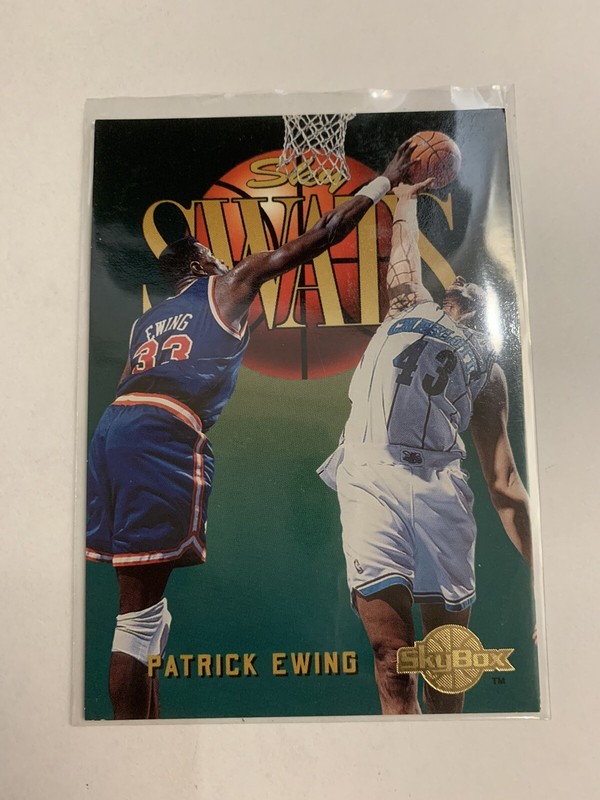 Sky
SWATS
EWING
33
43
PATRICK EWING
SkyBox
TM